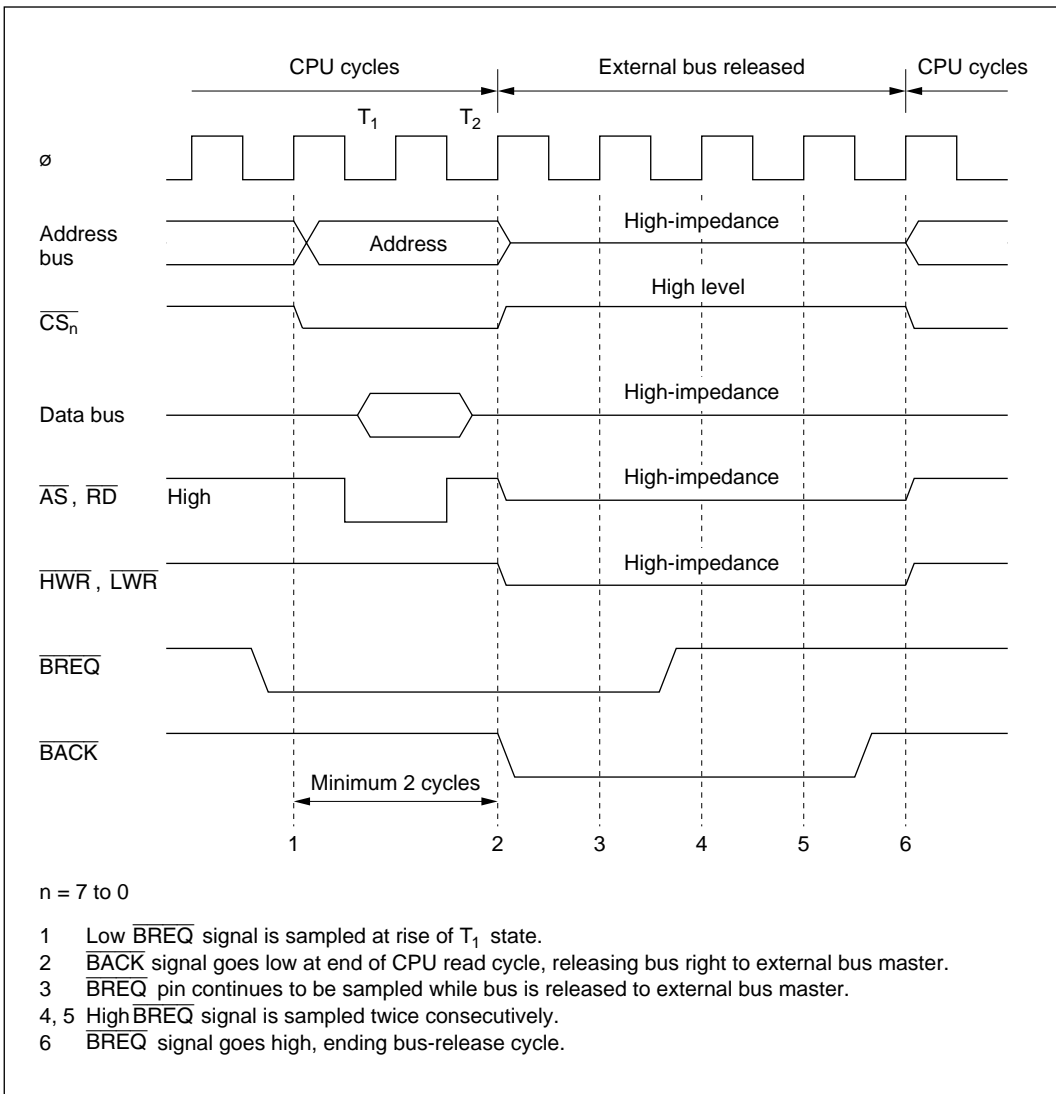 CPU cycles External bus released CPU cycles
T1 T2
ø
Address bus Address High-impedance
CSn High level
Data bus High-impedance
AS, RD High High-impedance
HWR, LWR High-impedance
BREQ
BACK
Minimum 2 cycles
1 2 3 4 5 6
n = 7 to 0
1 Low BREQ signal is sampled at rise of T1 state.
2 BACK signal goes low at end of CPU read cycle, releasing bus right to external bus master.
3 BREQ pin continues to be sampled while bus is released to external bus master.
4, 5 High BREQ signal is sampled twice consecutively.
6 BREQ signal goes high, ending bus-release cycle.